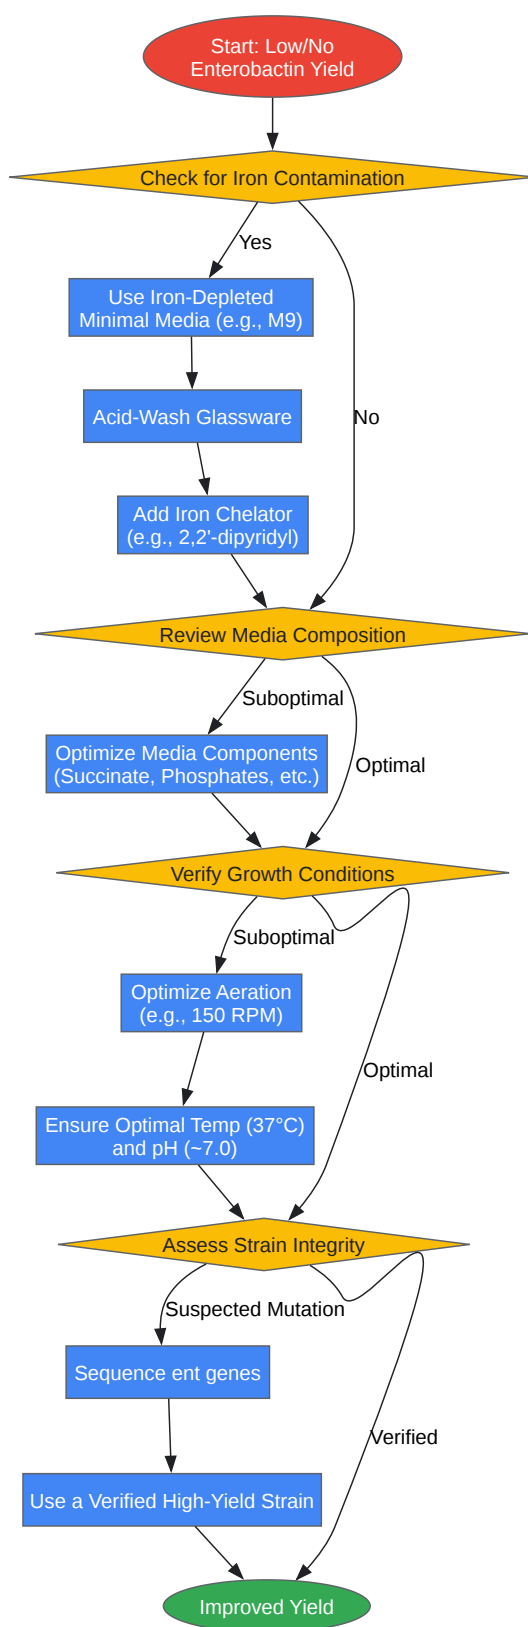 Start: Low/No
Enterobactin Yield
Check for Iron Contamination
Yes
Use Iron-Depleted
Minimal Media (e.g., M9)
Acid-Wash Glassware
No
Add Iron Chelator
(e.g., 2,2'-dipyridyl)
Review Media Composition
Suboptimal
Optimize Media Components
(Succinate, Phosphates, etc.)
Optimal
Verify Growth Conditions
Suboptimal
Optimize Aeration
(e.g., 150 RPM)
Optimal
Ensure Optimal Temp (37°C)
and pH (~7.0)
Assess Strain Integrity
Suspected Mutation
Sequence ent genes
Verified
Use a Verified High-Yield Strain
Improved Yield